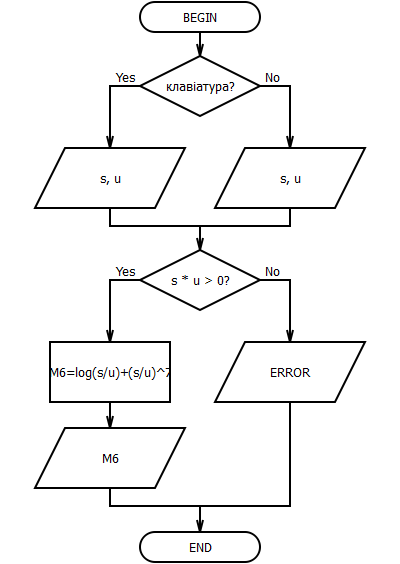 BEGIN
Yes
No
клавіатура?
s, u
s, u
Yes
No
s * u > 0?
M6=log(s/u)+(s/u)^7
ERROR
M6
END